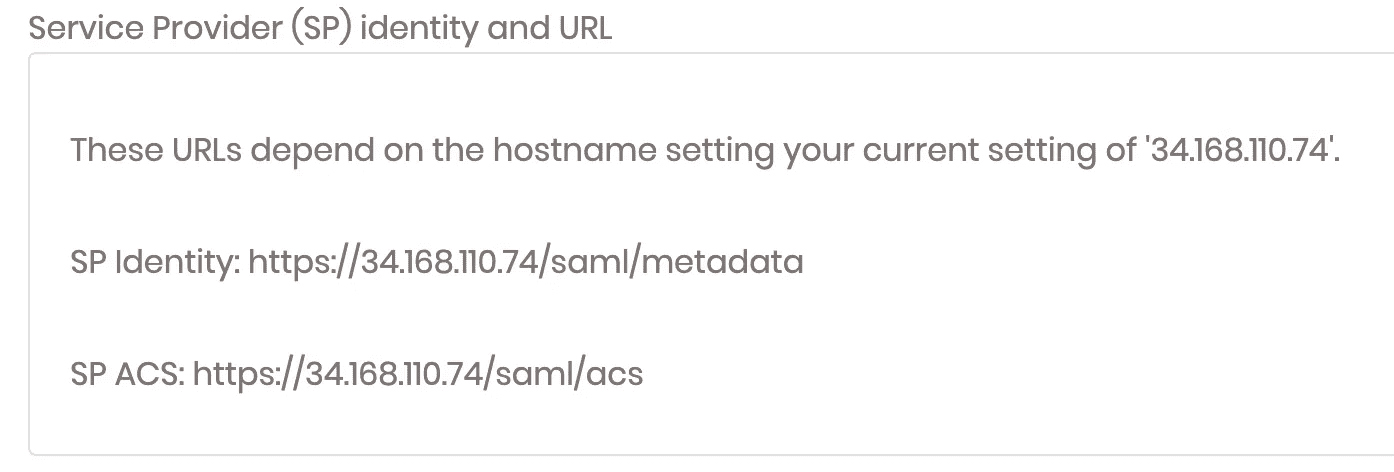 Service Provider (SP) identity and URL
These URLs depend on the hostname setting your current setting of '34.168.110.74'.
SP Identity: https://34.168.110.74/saml/metadata
SP ACS: https://34.168.110.74/saml/acs